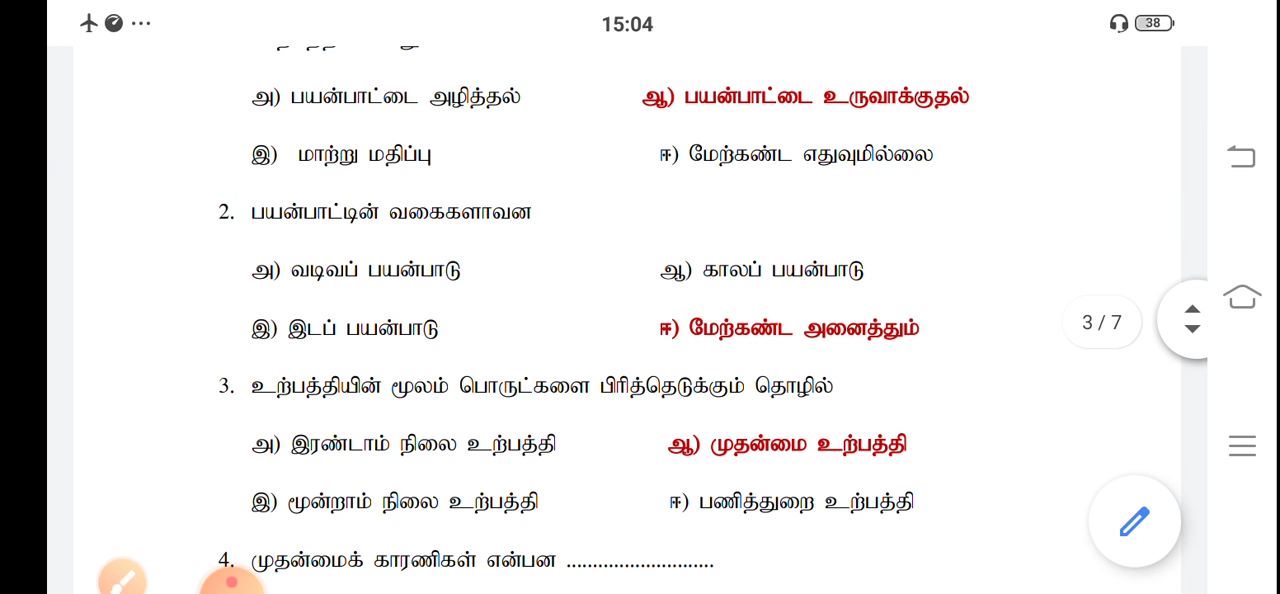 15:04
38
அ) பயன்பாட்டை அழித்தல் ஆ) பயன்பாட்டை உருவாக்குதல்
இ) மாற்று மதிப்பு ஈ) மேற்கண்ட எதுவுமில்லை
2. பயன்பாட்டின் வகைகளாவன
அ) வடிவப் பயன்பாடு ஆ) காலப் பயன்பாடு
இ) இடப் பயன்பாடு ஈ) மேற்கண்ட அனைத்தும்
3 / 7
3. உற்பத்தியின் மூலம் பொருட்களை பிரித்தெடுக்கும் தொழில்
அ) இரண்டாம் நிலை உற்பத்தி ஆ) முதன்மை உற்பத்தி
இ) மூன்றாம் நிலை உற்பத்தி ஈ) பணித்துறை உற்பத்தி
4. முதன்மைக் காரணிகள் என்பன ............................